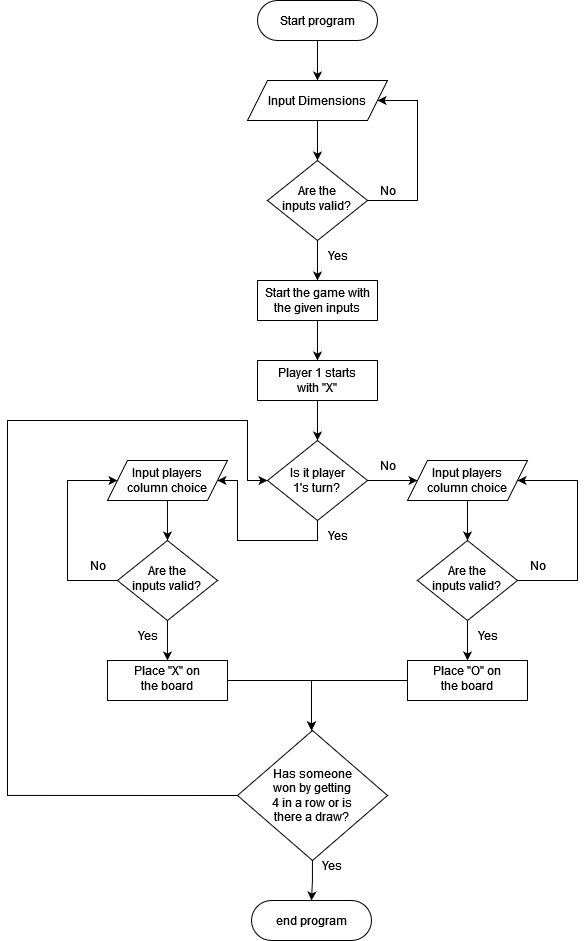 Start program
Input Dimensions
Are the
inputs valid?
No
Yes
Start the game with
the given inputs
Player 1 starts
with "X"
Is it player
1's turn?
No
Yes
Input players
column choice
Input players
column choice
Are the
inputs valid?
No
Yes
Are the
inputs valid?
No
Yes
Place "X" on
the board
Place "O" on
the board
Has someone
won by getting
4 in a row or is
there a draw?
Yes
end program